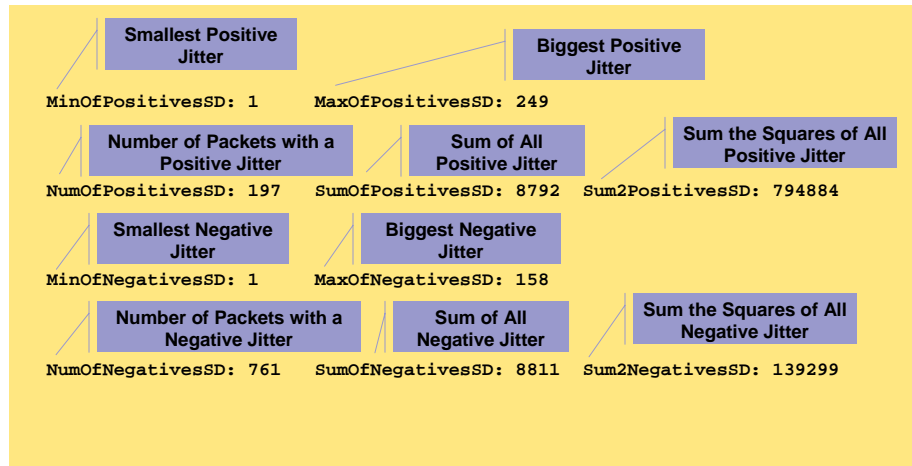 Smallest Positive
Jitter
Biggest Positive
Jitter
MinOfPositivesSD: 1 MaxOfPositivesSD: 249
Number of Packets with a
Positive Jitter
Sum of All
Positive Jitter
Sum the Squares of All
Positive Jitter
NumOfPositivesSD: 197 SumOfPositivesSD: 8792 Sum2PositivesSD: 794884
Smallest Negative
Jitter
Biggest Negative
Jitter
MinOfNegativesSD: 1 MaxOfNegativesSD: 158
Number of Packets with a
Negative Jitter
Sum of All
Negative Jitter
Sum the Squares of All
Negative Jitter
NumOfNegativesSD: 761 SumOfNegativesSD: 8811 Sum2NegativesSD: 139299